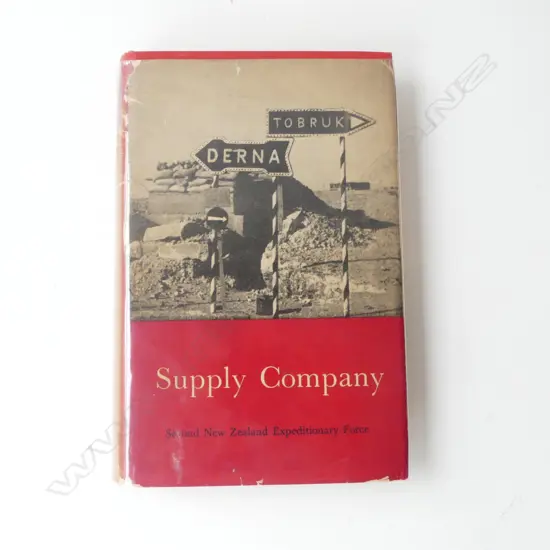 TOBRUK
DERNA
Supply Company
Second New Zealand Expeditionary Force